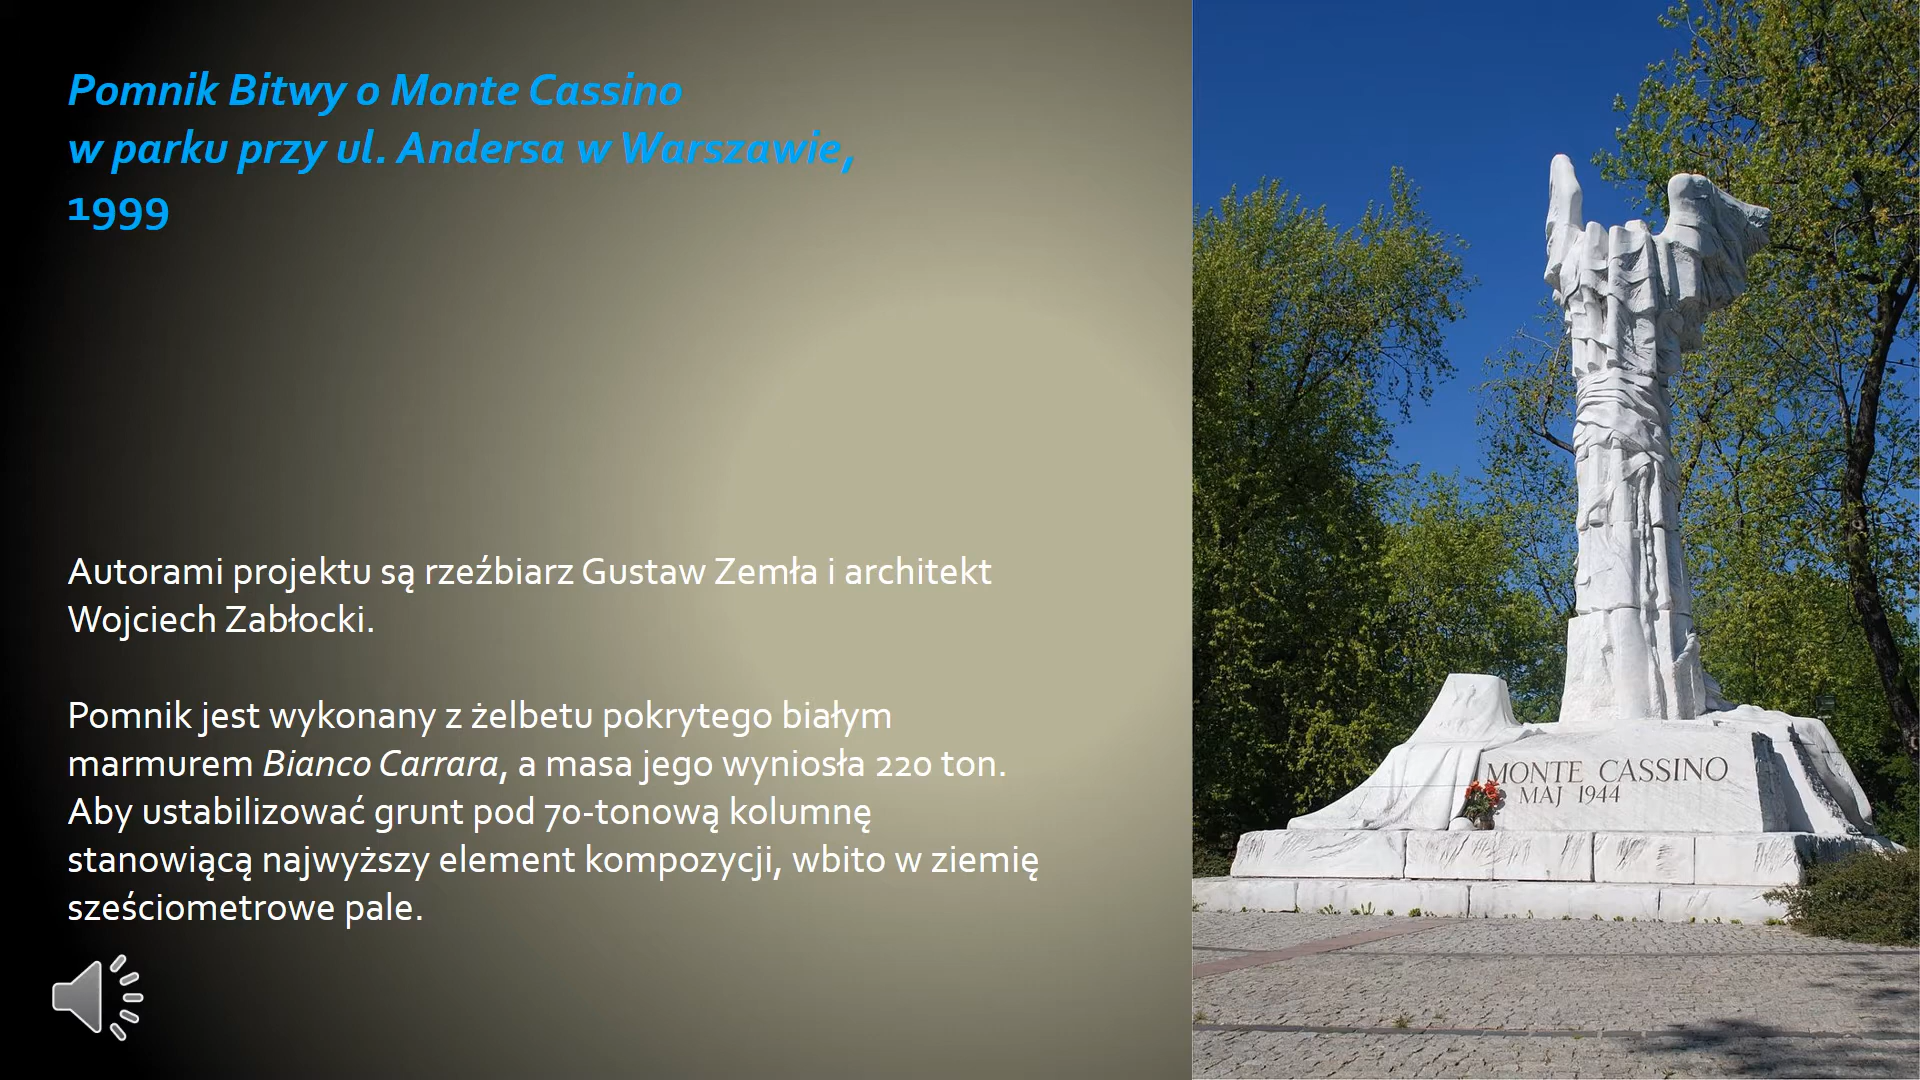 Pomnik Bitwy o Monte Cassino
w parku przy ul. Andersa w Warszawie,
1999
Autorami projektu są rzeźbiarz Gustaw Zemła i architekt
Wojciech Zabłocki.
Pomnik jest wykonany z żelbetu pokrytego białym
marmurem Bianco Carrara, a masa jego wyniosła 220 ton.
Aby ustabilizować grunt pod 70-tonową kolumnę
stanowiącą najwyższy element kompozycji, wbito w ziemię
sześciometrowe pale.
MONTE CASSINO
MAJ 1944